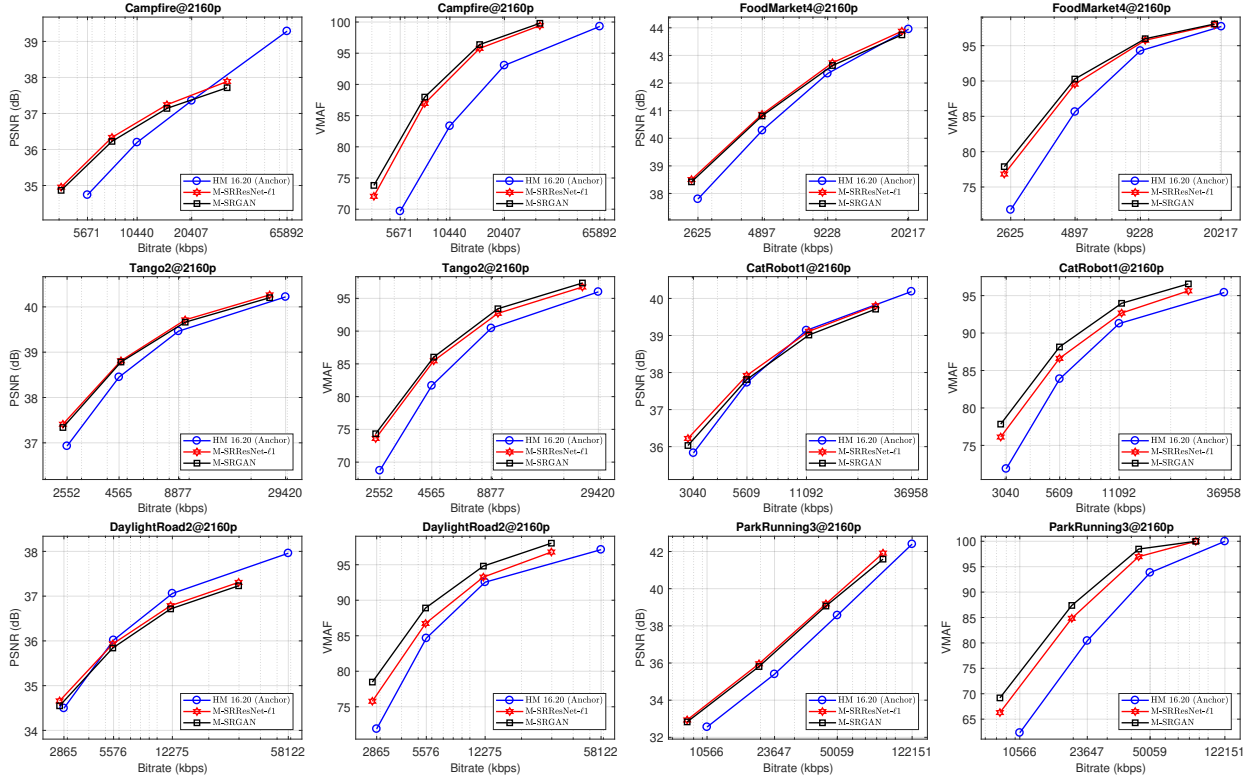 Campfire@2160p
PSNR (dB)
39
38
37
36
35
5671 10440 20407 65892
Bitrate (kbps)
HM 16.20 (Anchor)
M-SRResNet-ℓ1
M-SRGAN
Campfire@2160p
VMAF
100
95
90
85
80
75
70
5671 10440 20407 65892
Bitrate (kbps)
HM 16.20 (Anchor)
M-SRResNet-ℓ1
M-SRGAN
FoodMarket4@2160p
PSNR (dB)
44
43
42
41
40
39
38
2625 4897 9228 20217
Bitrate (kbps)
HM 16.20 (Anchor)
M-SRResNet-ℓ1
M-SRGAN
FoodMarket4@2160p
VMAF
95
90
85
80
75
2625 4897 9228 20217
Bitrate (kbps)
HM 16.20 (Anchor)
M-SRResNet-ℓ1
M-SRGAN
Tango2@2160p
PSNR (dB)
40
39
38
37
2552 4565 8877 29420
Bitrate (kbps)
HM 16.20 (Anchor)
M-SRResNet-ℓ1
M-SRGAN
Tango2@2160p
VMAF
95
90
85
80
75
70
2552 4565 8877 29420
Bitrate (kbps)
HM 16.20 (Anchor)
M-SRResNet-ℓ1
M-SRGAN
CatRobot1@2160p
PSNR (dB)
40
39
38
37
36
3040 5609 11092 36958
Bitrate (kbps)
HM 16.20 (Anchor)
M-SRResNet-ℓ1
M-SRGAN
CatRobot1@2160p
VMAF
95
90
85
80
75
3040 5609 11092 36958
Bitrate (kbps)
HM 16.20 (Anchor)
M-SRResNet-ℓ1
M-SRGAN
DaylightRoad2@2160p
PSNR (dB)
38
37
36
35
34
2865 5576 12275 58122
Bitrate (kbps)
HM 16.20 (Anchor)
M-SRResNet-ℓ1
M-SRGAN
DaylightRoad2@2160p
VMAF
95
90
85
80
75
2865 5576 12275 58122
Bitrate (kbps)
HM 16.20 (Anchor)
M-SRResNet-ℓ1
M-SRGAN
ParkRunning3@2160p
PSNR (dB)
42
40
38
36
34
32
10566 23647 50059 122151
Bitrate (kbps)
HM 16.20 (Anchor)
M-SRResNet-ℓ1
M-SRGAN
ParkRunning3@2160p
VMAF
100
95
90
85
80
75
70
65
10566 23647 50059 122151
Bitrate (kbps)
HM 16.20 (Anchor)
M-SRResNet-ℓ1
M-SRGAN